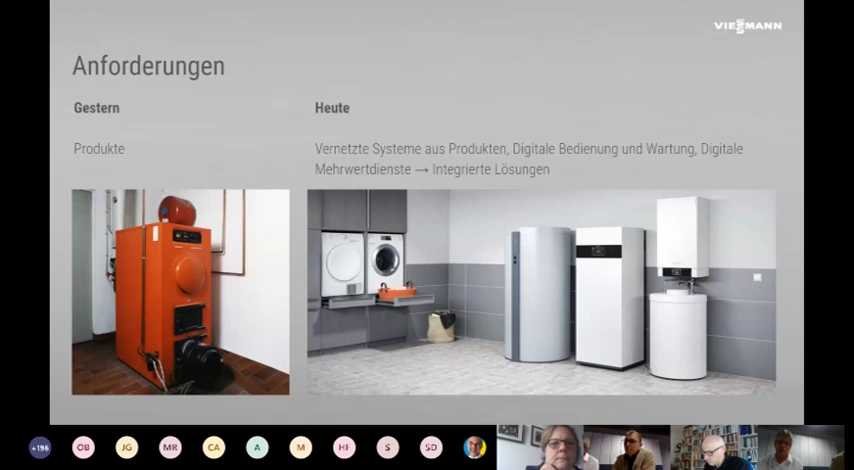 VIESMANN
Anforderungen
Gestern
Heute
Produkte
Vernetzte Systeme aus Produkten, Digitale Bedienung und Wartung, Digitale
Mehrwertdienste → Integrierte Lösungen
+196
OB
JG
MR
CA
A
M
HF
S
SD